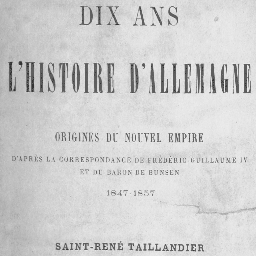 DIX ANS
L'HISTOIRE D'ALLEMAGNE
ORIGINES DU NOUVEL EMPIRE
D'APRÈS LA CORRESPONDANCE DE FRÉDÉRIC GUILLAUME IV
ET DU BARON DE BUNSEN
1847-1857
SAINT-RENÉ TAILLANDIER